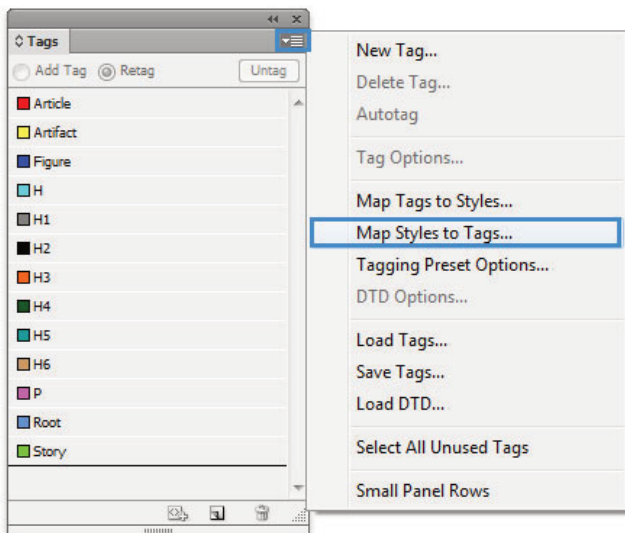 Tags
Add Tag Retag Untag
Article
Artifact
Figure
H
H1
H2
H3
H4
H5
H6
P
Root
Story
New Tag...
Delete Tag...
Autotag
Tag Options...
Map Tags to Styles...
Map Styles to Tags...
Tagging Preset Options...
DTD Options...
Load Tags...
Save Tags...
Load DTD...
Select All Unused Tags
Small Panel Rows